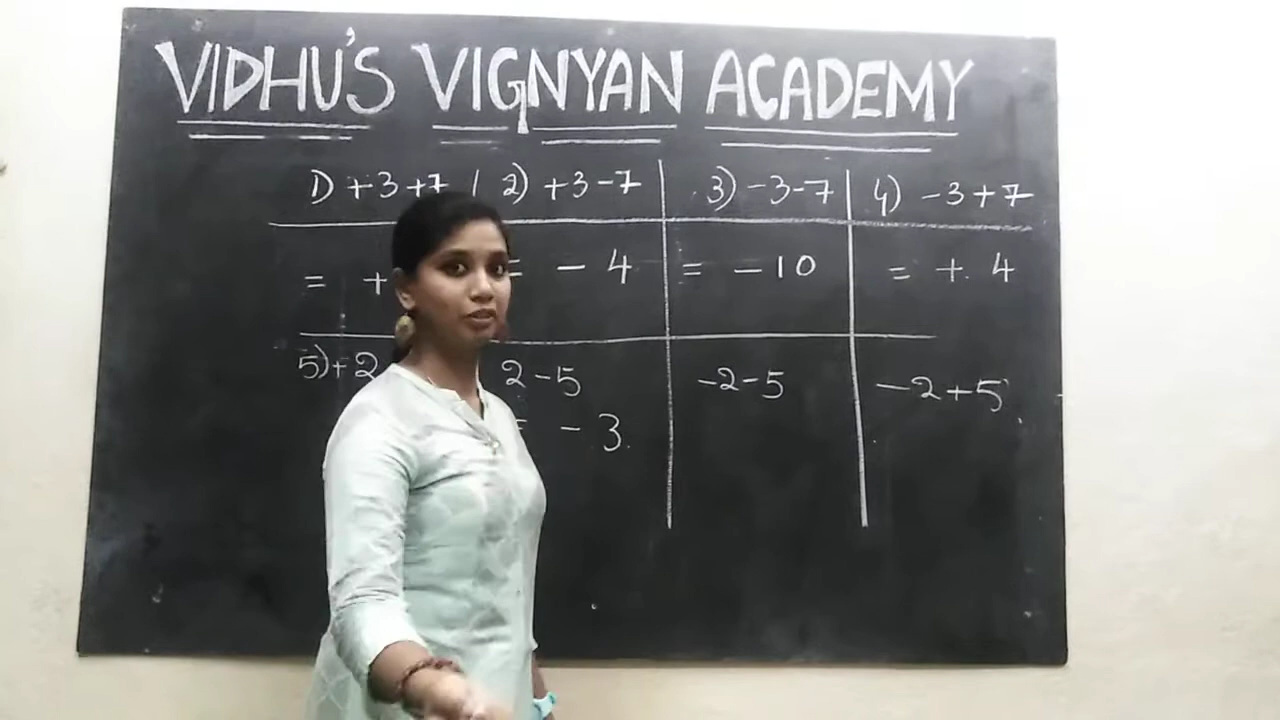 VIDHU'S VIGNYAN ACADEMY
1) +3+7 2) +3-7 3) -3-7 4) -3+7
= + = - 4 = -10 = + 4
5) +2 2-5 -2-5 -2+5
= - 3